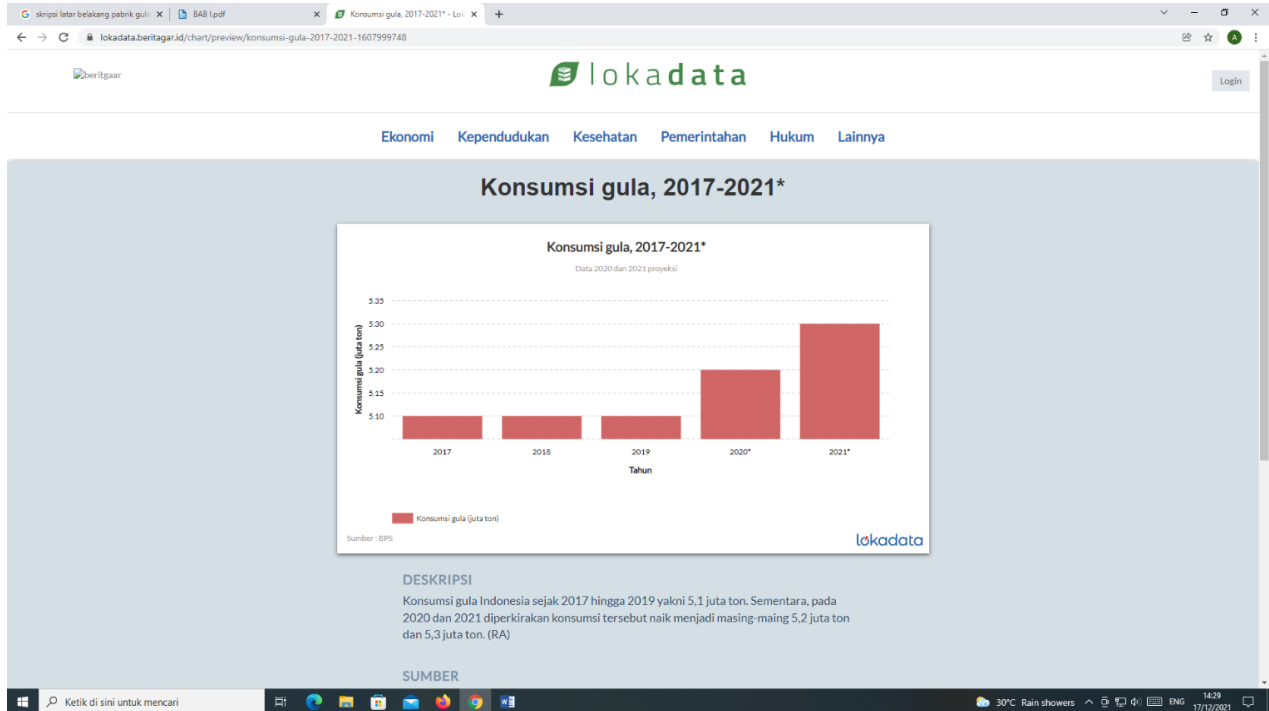 skripsi latar belakang pabrik gula
BAB I.pdf
Konsumsi gula, 2017-2021* - Lok
lokadata.beritagar.id/chart/preview/konsumsi-gula-2017-2021-1607999748
A
beritgaar
lokadata
Login
Ekonomi Kependudukan Kesehatan Pemerintahan Hukum Lainnya
Konsumsi gula, 2017-2021*
Konsumsi gula, 2017-2021*
Data 2020 dan 2021 proyeksi
Konsumsi gula (juta ton)
5.35
5.30
5.25
5.20
5.15
5.10
2017 2018 2019 2020* 2021*
Tahun
Konsumsi gula (juta ton)
Sumber : BPS
lokadata
DESKRIPSI
Konsumsi gula Indonesia sejak 2017 hingga 2019 yakni 5,1 juta ton. Sementara, pada
2020 dan 2021 diperkirakan konsumsi tersebut naik menjadi masing-maing 5,2 juta ton
dan 5,3 juta ton. (RA)
SUMBER
Ketik di sini untuk mencari
30°C Rain showers
ENG
14:29
17/12/2021